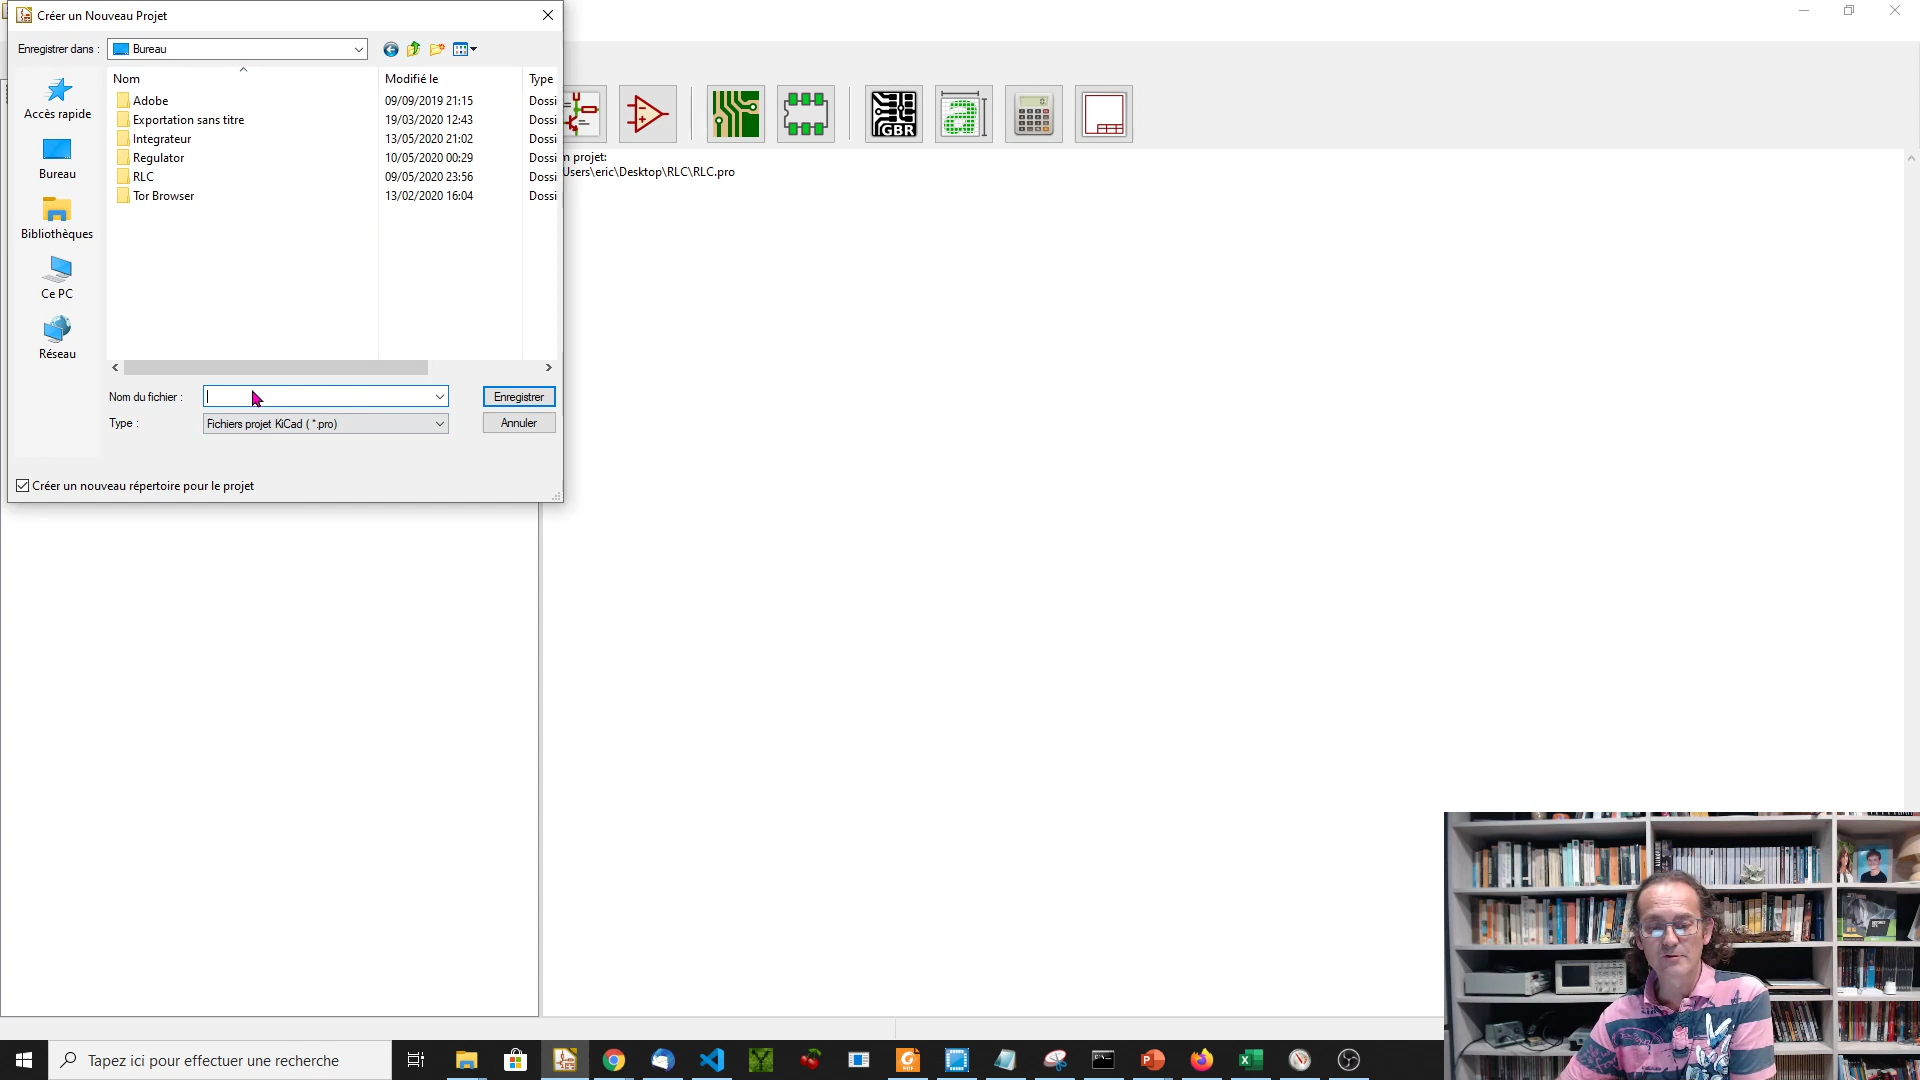 Créer un Nouveau Projet
Enregistrer dans :
Bureau
Nom
Modifié le
Type
Adobe
09/09/2019 21:15
Dossi
Exportation sans titre
19/03/2020 12:43
Dossi
Integrateur
13/05/2020 21:02
Dossi
Regulator
10/05/2020 00:29
Dossi
RLC
09/05/2020 23:56
Dossi
Tor Browser
13/02/2020 16:04
Dossi
Accès rapide
Bureau
Bibliothèques
Ce PC
Réseau
Nom du fichier :
Enregistrer
Type :
Fichiers projet KiCad ( *.pro)
Annuler
Créer un nouveau répertoire pour le projet
GBR
a
m projet:
Users\eric\Desktop\RLC\RLC.pro
Tapez ici pour effectuer une recherche